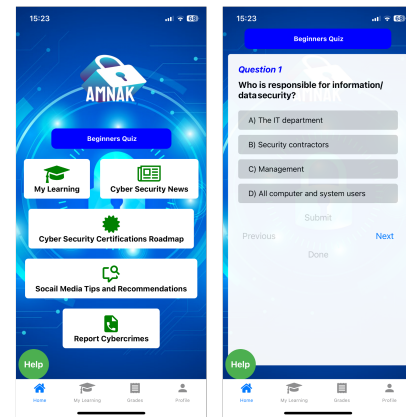 15:23
68
AMNAK
Beginners Quiz
My Learning
Cyber Security News
Cyber Security Certifications Roadmap
Socail Media Tips and Recommendations
Report Cybercrimes
Help
Home
My Learning
Grades
Profile
15:23
68
Beginners Quiz
Question 1
Who is responsible for information/
data security?
A) The IT department
B) Security contractors
C) Management
D) All computer and system users
Submit
Previous
Next
Done
Help
Home
My Learning
Grades
Profile